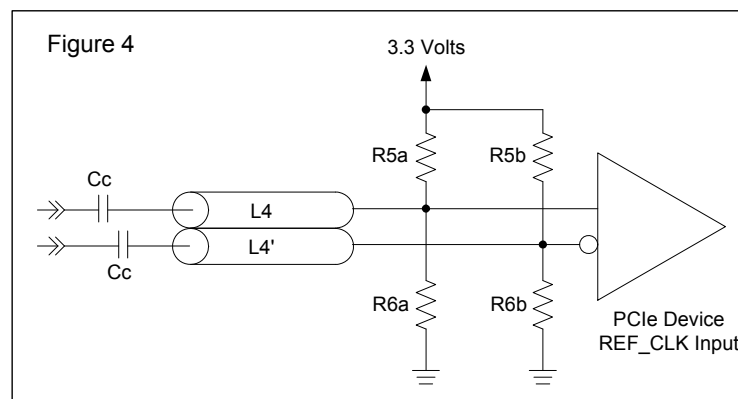 Figure 4
3.3 Volts
R5a
R5b
Cc
L4
L4'
Cc
R6a
R6b
PCIe Device
REF_CLK Input